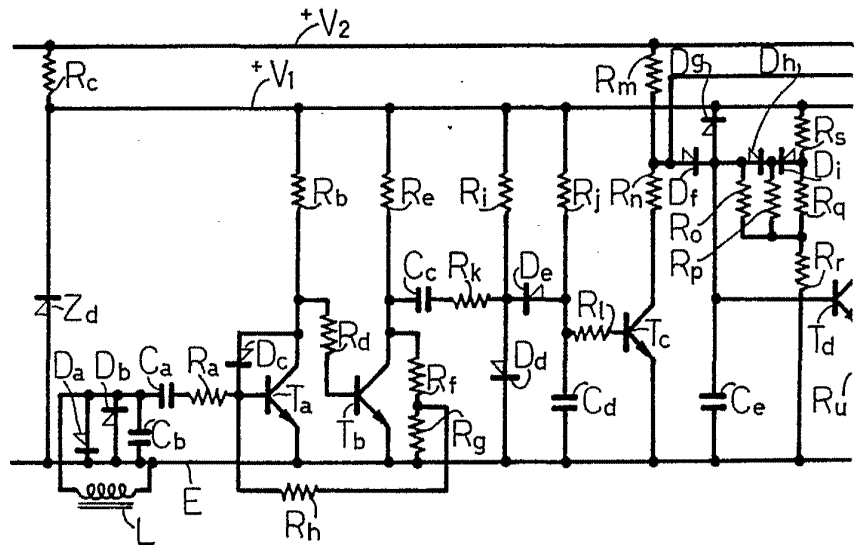 +V2
Rc
+V1
Rm
Dg
Dh
Rs
Di
Df
Rn
Rb
Re
Ri
Rj
Ro
Rq
Rp
Rr
Cc
Rk
De
Rl
Zd
Rd
Tc
Td
Da
Db
Ca
Ra
Dc
Ta
Dd
Rf
Cd
Ce
Ru
Cb
Tb
Rg
E
L
Rh